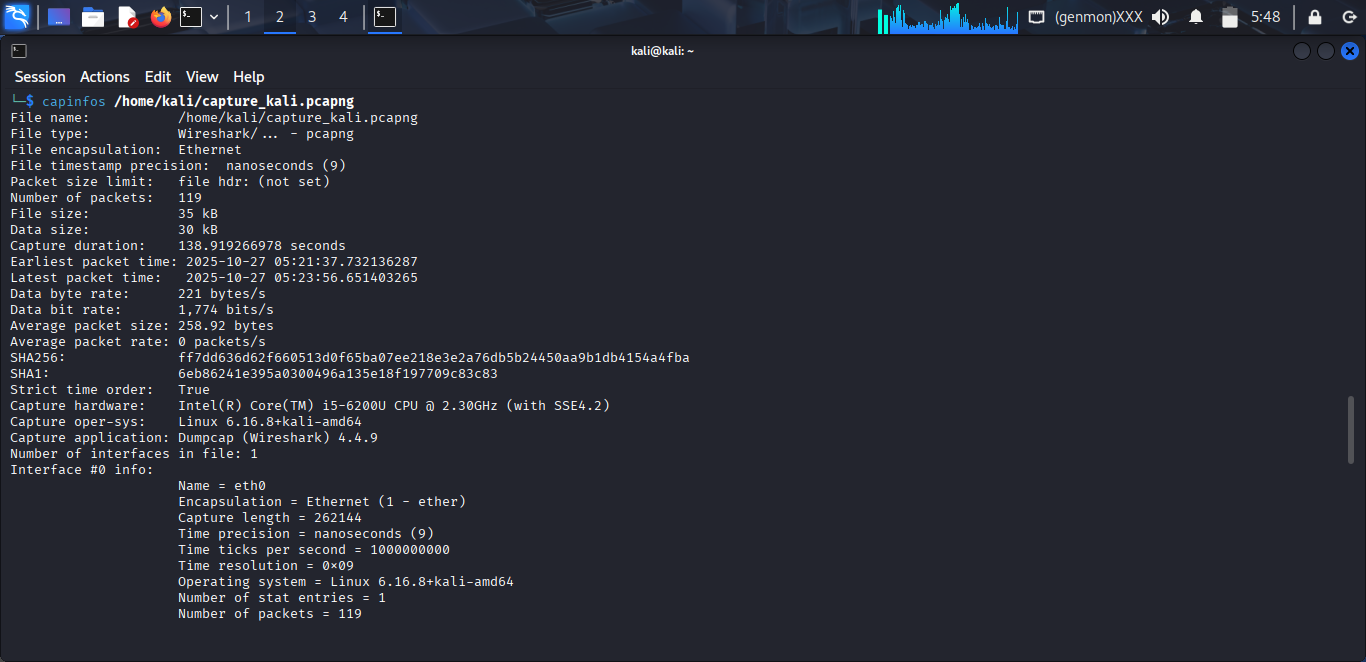 1 2 3 4 (genmon)XXX 5:48
kali@kali: ~
Session Actions Edit View Help
└─$ capinfos /home/kali/capture_kali.pcapng
File name:           /home/kali/capture_kali.pcapng
File type:           Wireshark/... - pcapng
File encapsulation:  Ethernet
File timestamp precision:  nanoseconds (9)
Packet size limit:   file hdr: (not set)
Number of packets:   119
File size:           35 kB
Data size:           30 kB
Capture duration:    138.919266978 seconds
Earliest packet time: 2025-10-27 05:21:37.732136287
Latest packet time:   2025-10-27 05:23:56.651403265
Data byte rate:      221 bytes/s
Data bit rate:       1,774 bits/s
Average packet size: 258.92 bytes
Average packet rate: 0 packets/s
SHA256:              ff7dd636d62f660513d0f65ba07ee218e3e2a76db5b24450aa9b1db4154a4fba
SHA1:                6eb86241e395a0300496a135e18f197709c83c83
Strict time order:   True
Capture hardware:    Intel(R) Core(TM) i5-6200U CPU @ 2.30GHz (with SSE4.2)
Capture oper-sys:    Linux 6.16.8+kali-amd64
Capture application: Dumpcap (Wireshark) 4.4.9
Number of interfaces in file: 1
Interface #0 info:
Name = eth0
Encapsulation = Ethernet (1 - ether)
Capture length = 262144
Time precision = nanoseconds (9)
Time ticks per second = 1000000000
Time resolution = 0×09
Operating system = Linux 6.16.8+kali-amd64
Number of stat entries = 1
Number of packets = 119